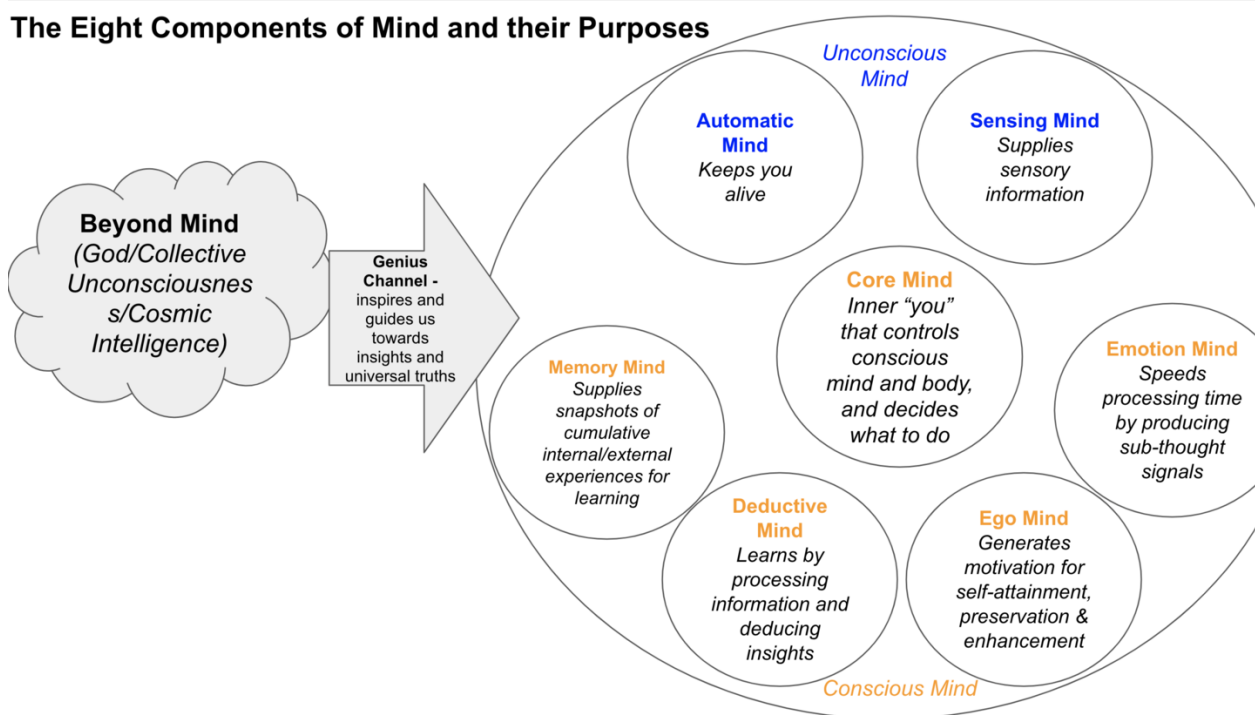 The Eight Components of Mind and their Purposes
Unconscious
Mind
Automatic
Mind
Keeps you
alive
Sensing Mind
Supplies
sensory
information
Beyond Mind
(God/Collective
Unconsciousnes
s/Cosmic
Intelligence)
Genius
Channel -
inspires and
guides us
towards
insights and
universal truths
Core Mind
Inner “you”
that controls
conscious
mind and body,
and decides
what to do
Memory Mind
Supplies
snapshots of
cumulative
internal/external
experiences for
learning
Emotion Mind
Speeds
processing time
by producing
sub-thought
signals
Deductive
Mind
Learns by
processing
information and
deducing
insights
Ego Mind
Generates
motivation for
self-attainment,
preservation &
enhancement
Conscious Mind